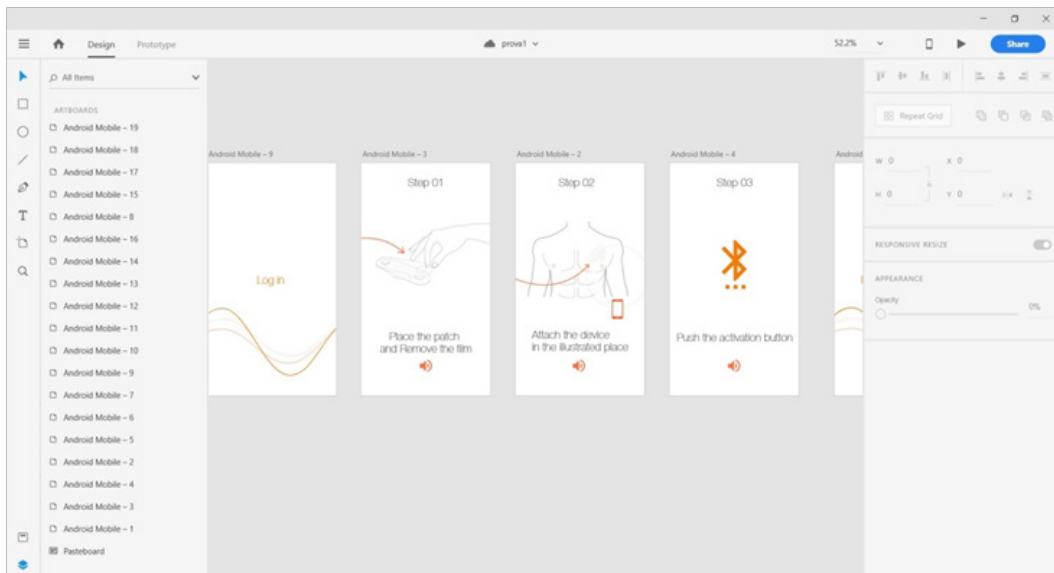 Design Prototype
prova1
52.2%
Share
All Items
ARTBOARDS
Android Mobile – 19
Android Mobile – 18
Android Mobile – 17
Android Mobile – 15
Android Mobile – 8
Android Mobile – 16
Android Mobile – 14
Android Mobile – 13
Android Mobile – 12
Android Mobile – 11
Android Mobile – 10
Android Mobile – 9
Android Mobile – 7
Android Mobile – 6
Android Mobile – 5
Android Mobile – 2
Android Mobile – 4
Android Mobile – 3
Android Mobile – 1
Pasteboard
Android Mobile – 9
Log in
Android Mobile – 3
Step 01
Place the patch
and Remove the film
Android Mobile – 2
Step 02
Attach the device
in the illustrated place
Android Mobile – 4
Step 03
Push the activation button
Android
Repeat Grid
W 0 X 0
H 0 Y 0
RESPONSIVE RESIZE
APPEARANCE
Opacity
0%